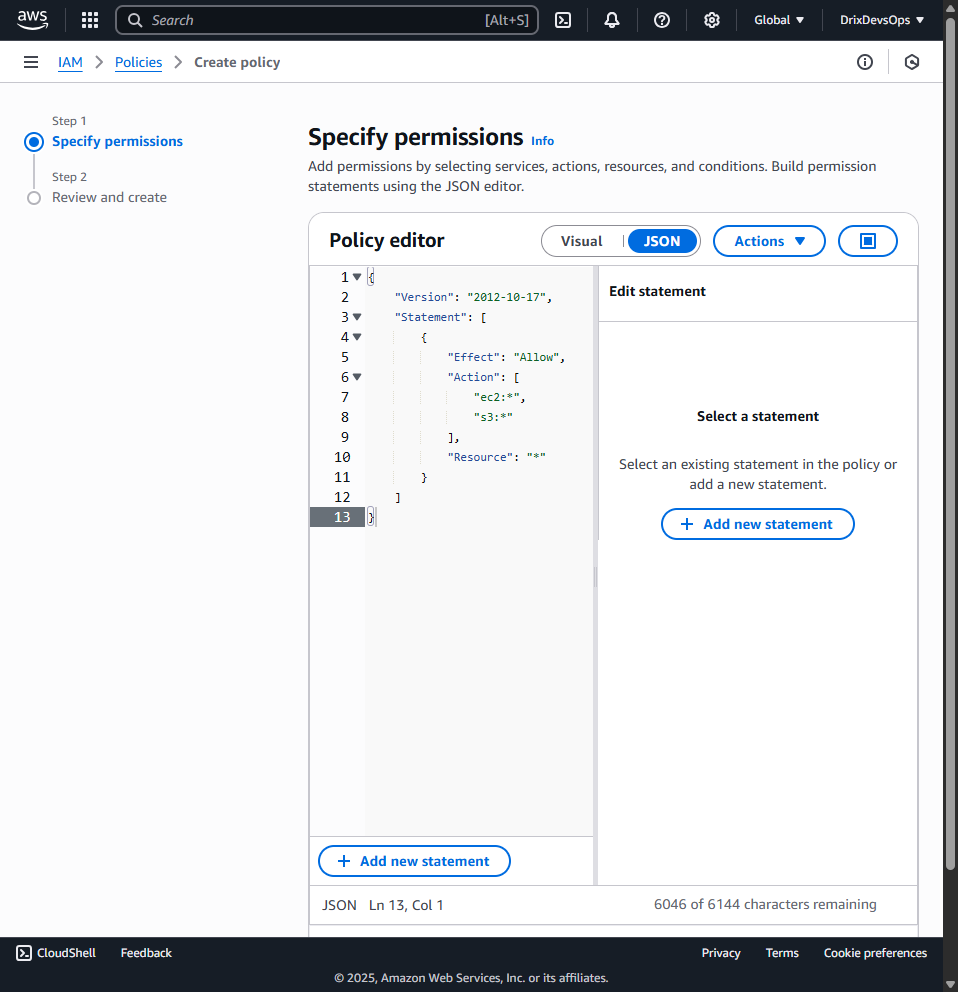 aws
Search [Alt+S]
Global
DrixDevsOps
IAM
Policies
Create policy
Step 1
Specify permissions
Step 2
Review and create
Specify permissions Info
Add permissions by selecting services, actions, resources, and conditions. Build permission
statements using the JSON editor.
Policy editor
Visual
JSON
Actions
1 {
2 "Version": "2012-10-17",
3 "Statement": [
4 {
5 "Effect": "Allow",
6 "Action": [
7 "ec2:*",
8 "s3:*"
9 ],
10 "Resource": "*"
11 }
12 ]
13 }
Edit statement
Select a statement
Select an existing statement in the policy or
add a new statement.
+ Add new statement
+ Add new statement
JSON Ln 13, Col 1
6046 of 6144 characters remaining
CloudShell
Feedback
Privacy
Terms
Cookie preferences
© 2025, Amazon Web Services, Inc. or its affiliates.